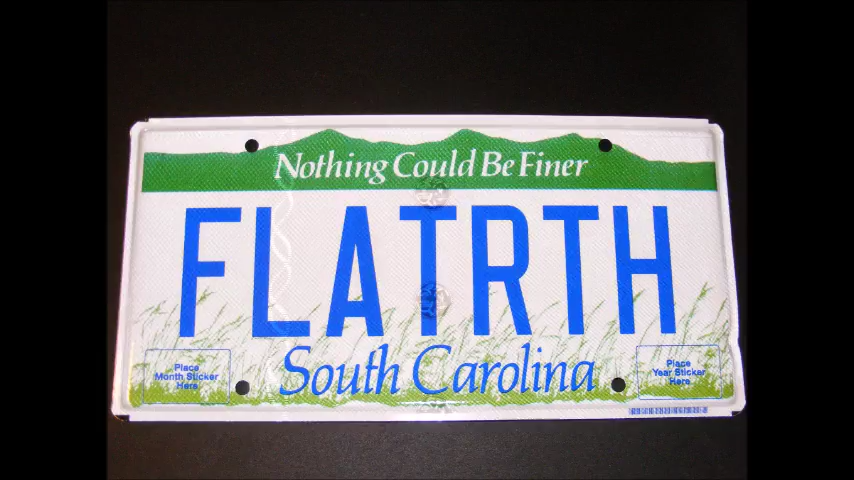 Nothing Could Be Finer
FLATRTH
South Carolina
Place
Month Sticker
Here
Place
Year Sticker
Here